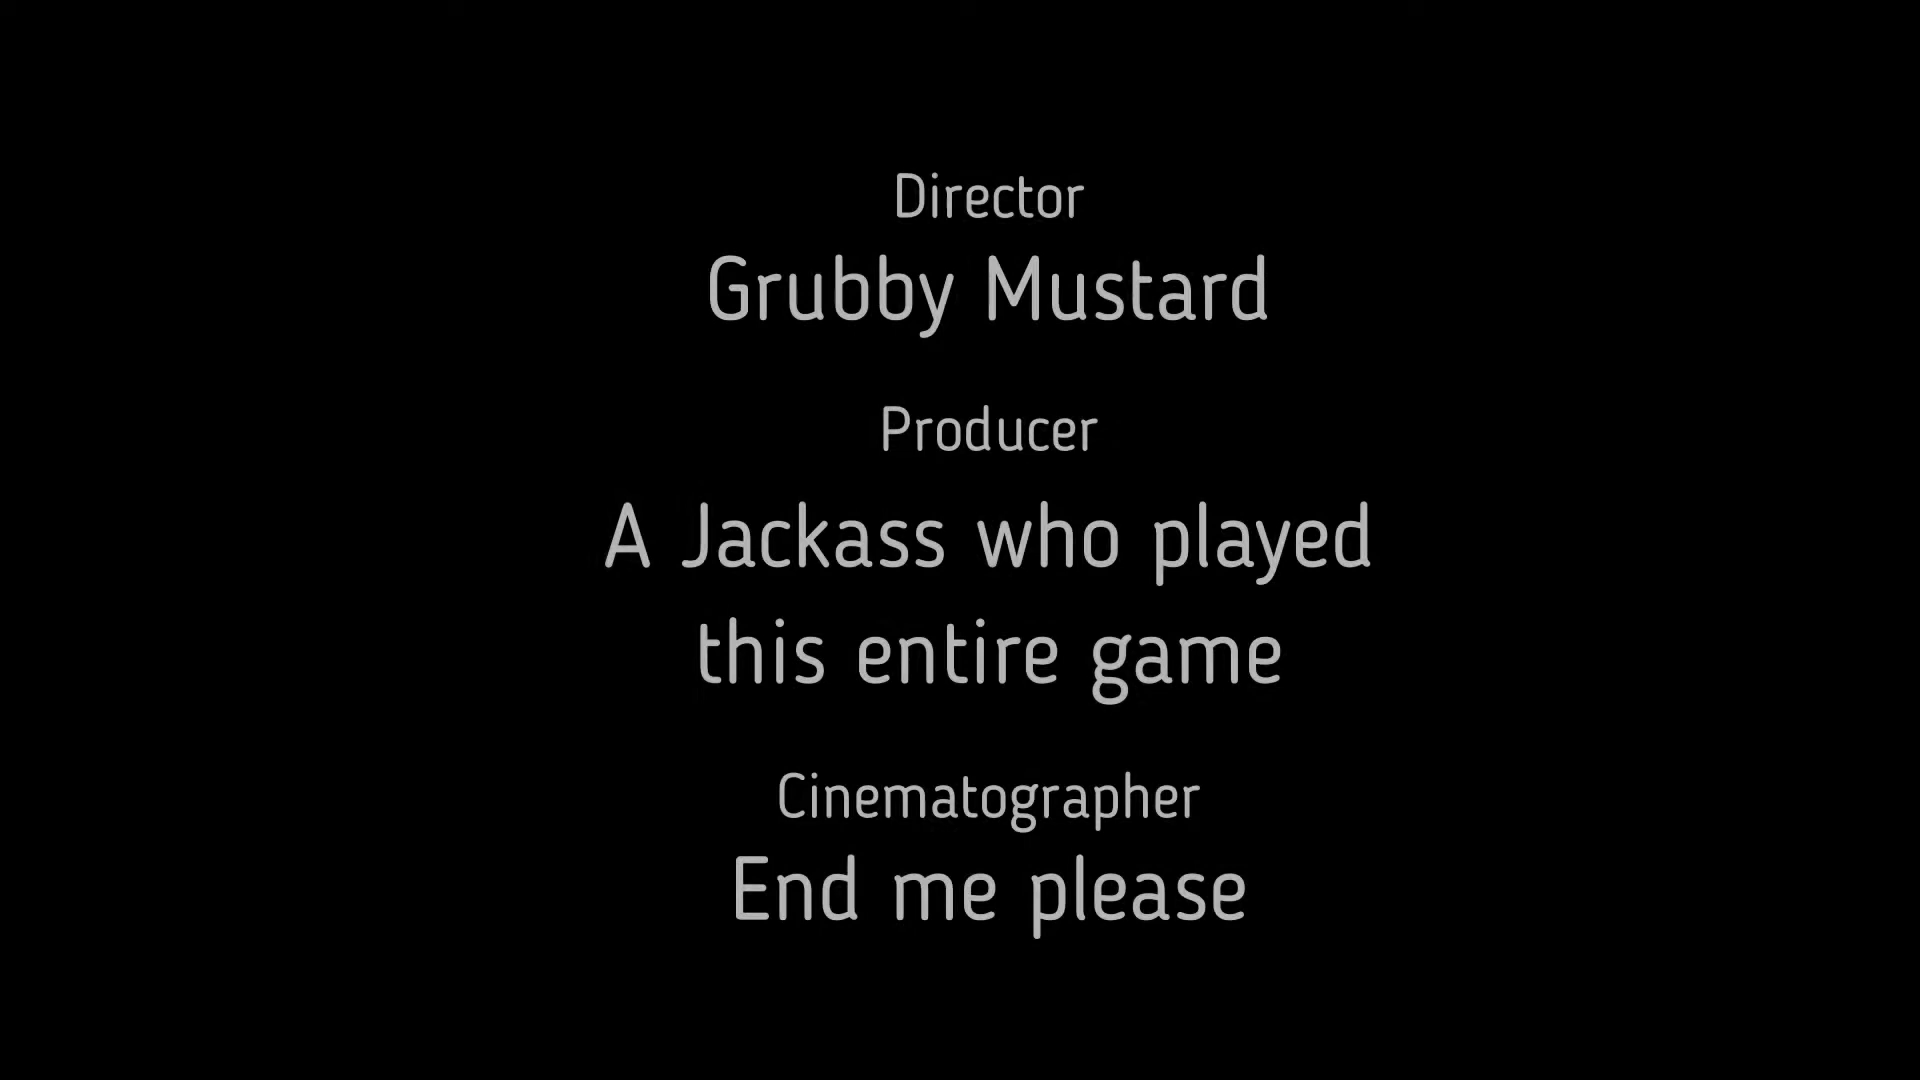 Director
Grubby Mustard
Producer
A Jackass who played
this entire game
Cinematographer
End me please